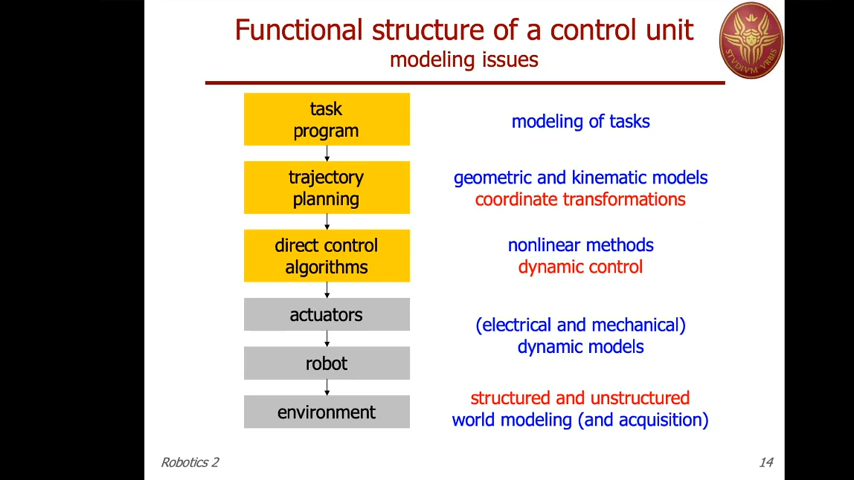 Functional structure of a control unit
modeling issues
STVDIVM VRBIS
task
program
modeling of tasks
trajectory
planning
geometric and kinematic models
coordinate transformations
direct control
algorithms
nonlinear methods
dynamic control
actuators
(electrical and mechanical)
dynamic models
robot
environment
structured and unstructured
world modeling (and acquisition)
Robotics 2
14